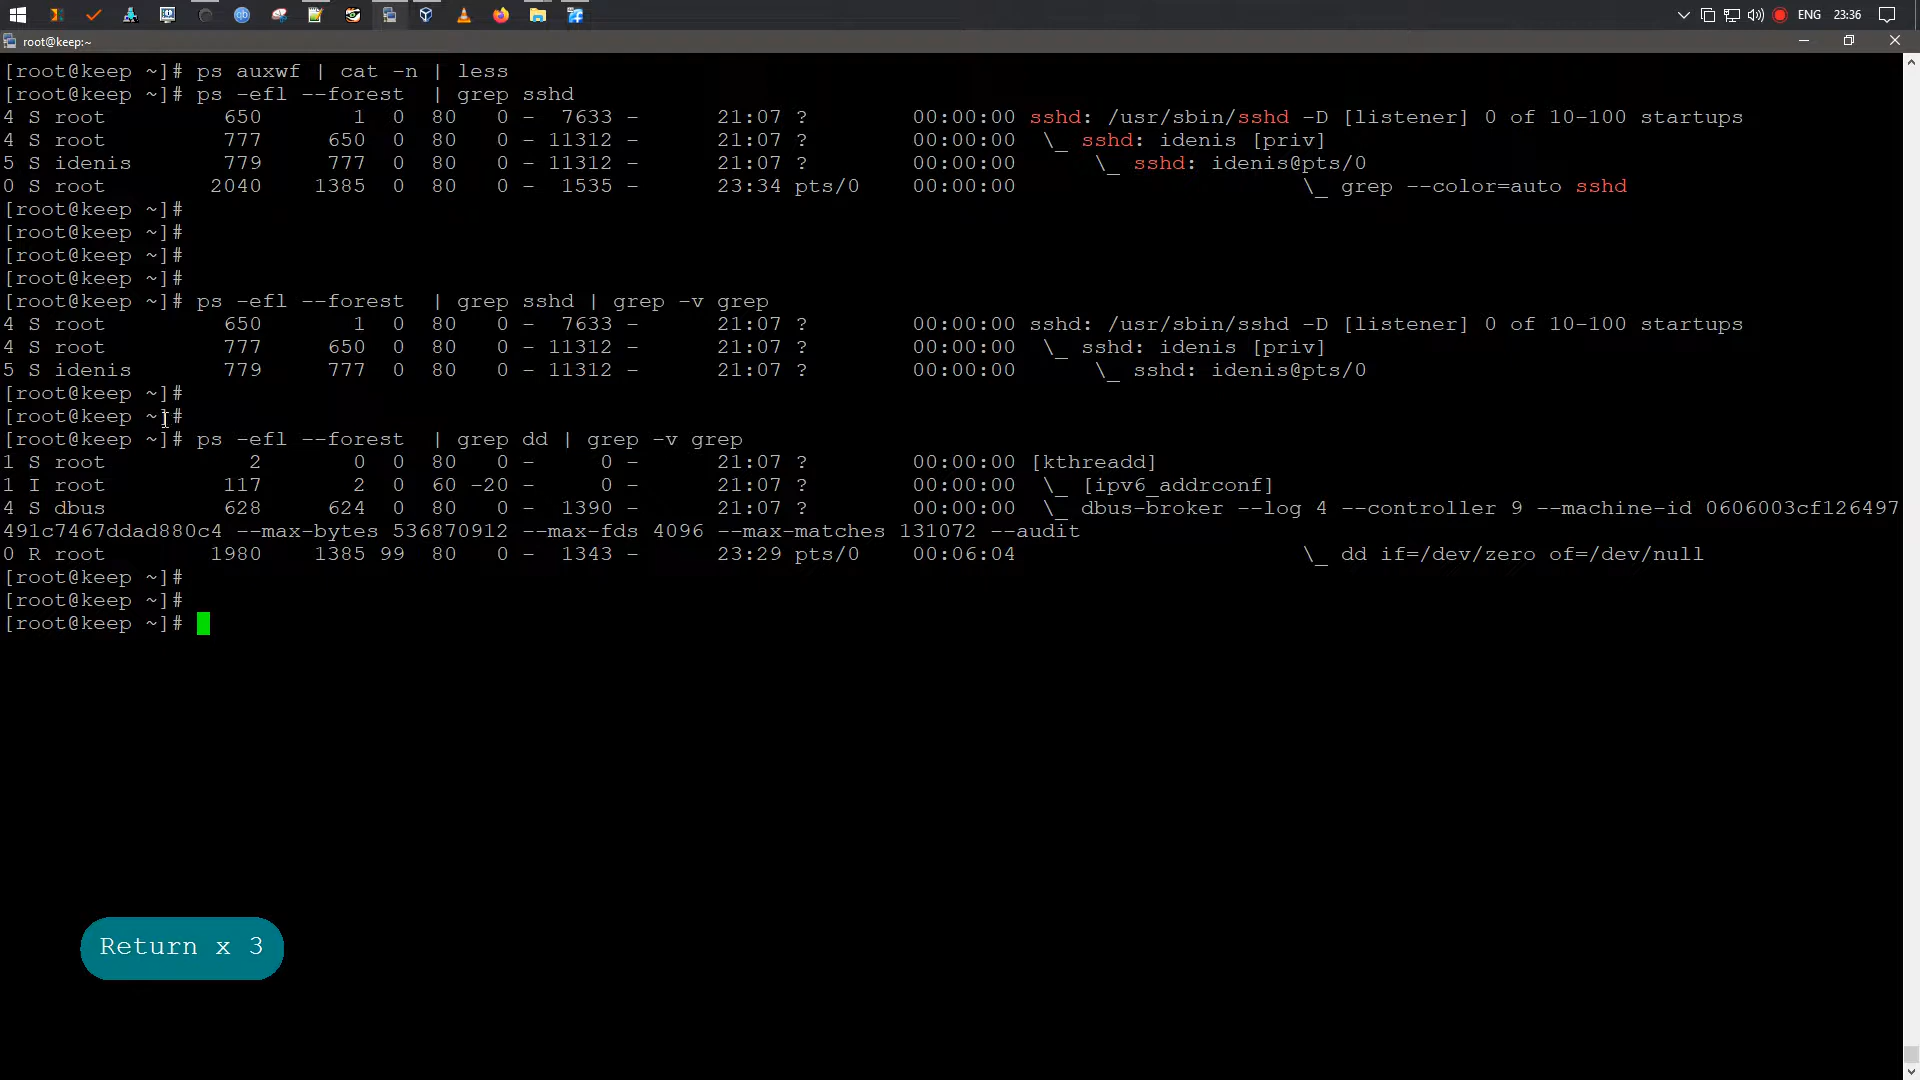 ENG 23:36
root@keep:~
[root@keep ~]# ps auxwf | cat -n | less
[root@keep ~]# ps -efl --forest  | grep sshd
4 S root         650       1  0  80   0 -  7633 -      21:07 ?        00:00:00 sshd: /usr/sbin/sshd -D [listener] 0 of 10-100 startups
4 S root         777     650  0  80   0 - 11312 -      21:07 ?        00:00:00  \_ sshd: idenis [priv]
5 S idenis       779     777  0  80   0 - 11312 -      21:07 ?        00:00:00      \_ sshd: idenis@pts/0
0 S root        2040    1385  0  80   0 -  1535 -      23:34 pts/0    00:00:00                      \_ grep --color=auto sshd
[root@keep ~]#
[root@keep ~]#
[root@keep ~]#
[root@keep ~]#
[root@keep ~]# ps -efl --forest  | grep sshd | grep -v grep
4 S root         650       1  0  80   0 -  7633 -      21:07 ?        00:00:00 sshd: /usr/sbin/sshd -D [listener] 0 of 10-100 startups
4 S root         777     650  0  80   0 - 11312 -      21:07 ?        00:00:00  \_ sshd: idenis [priv]
5 S idenis       779     777  0  80   0 - 11312 -      21:07 ?        00:00:00      \_ sshd: idenis@pts/0
[root@keep ~]#
[root@keep ~]#
[root@keep ~]# ps -efl --forest  | grep dd | grep -v grep
1 S root           2       0  0  80   0 -     0 -      21:07 ?        00:00:00 [kthreadd]
1 I root         117       2  0  60 -20 -     0 -      21:07 ?        00:00:00  \_ [ipv6_addrconf]
4 S dbus         628     624  0  80   0 -  1390 -      21:07 ?        00:00:00  \_ dbus-broker --log 4 --controller 9 --machine-id 0606003cf126497
491c7467ddad880c4 --max-bytes 536870912 --max-fds 4096 --max-matches 131072 --audit
0 R root        1980    1385 99  80   0 -  1343 -      23:29 pts/0    00:06:04                      \_ dd if=/dev/zero of=/dev/null
[root@keep ~]#
[root@keep ~]#
[root@keep ~]#
Return x 3